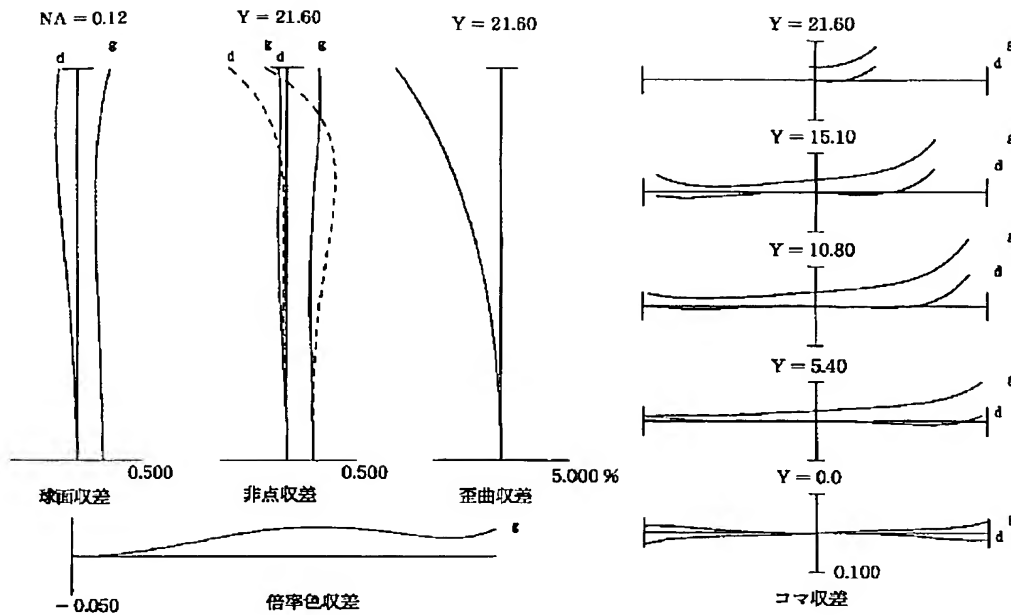 NA = 0.12
Y = 21.60
Y = 21.60
d
g
d
g
d
g
0.500
0.500
5.000 %
球面収差
非点収差
歪曲収差
g
-0.050
倍率色収差
Y = 21.60
g
d
Y = 15.10
g
d
Y = 10.80
g
d
Y = 5.40
g
d
Y = 0.0
g
d
0.100
コマ収差